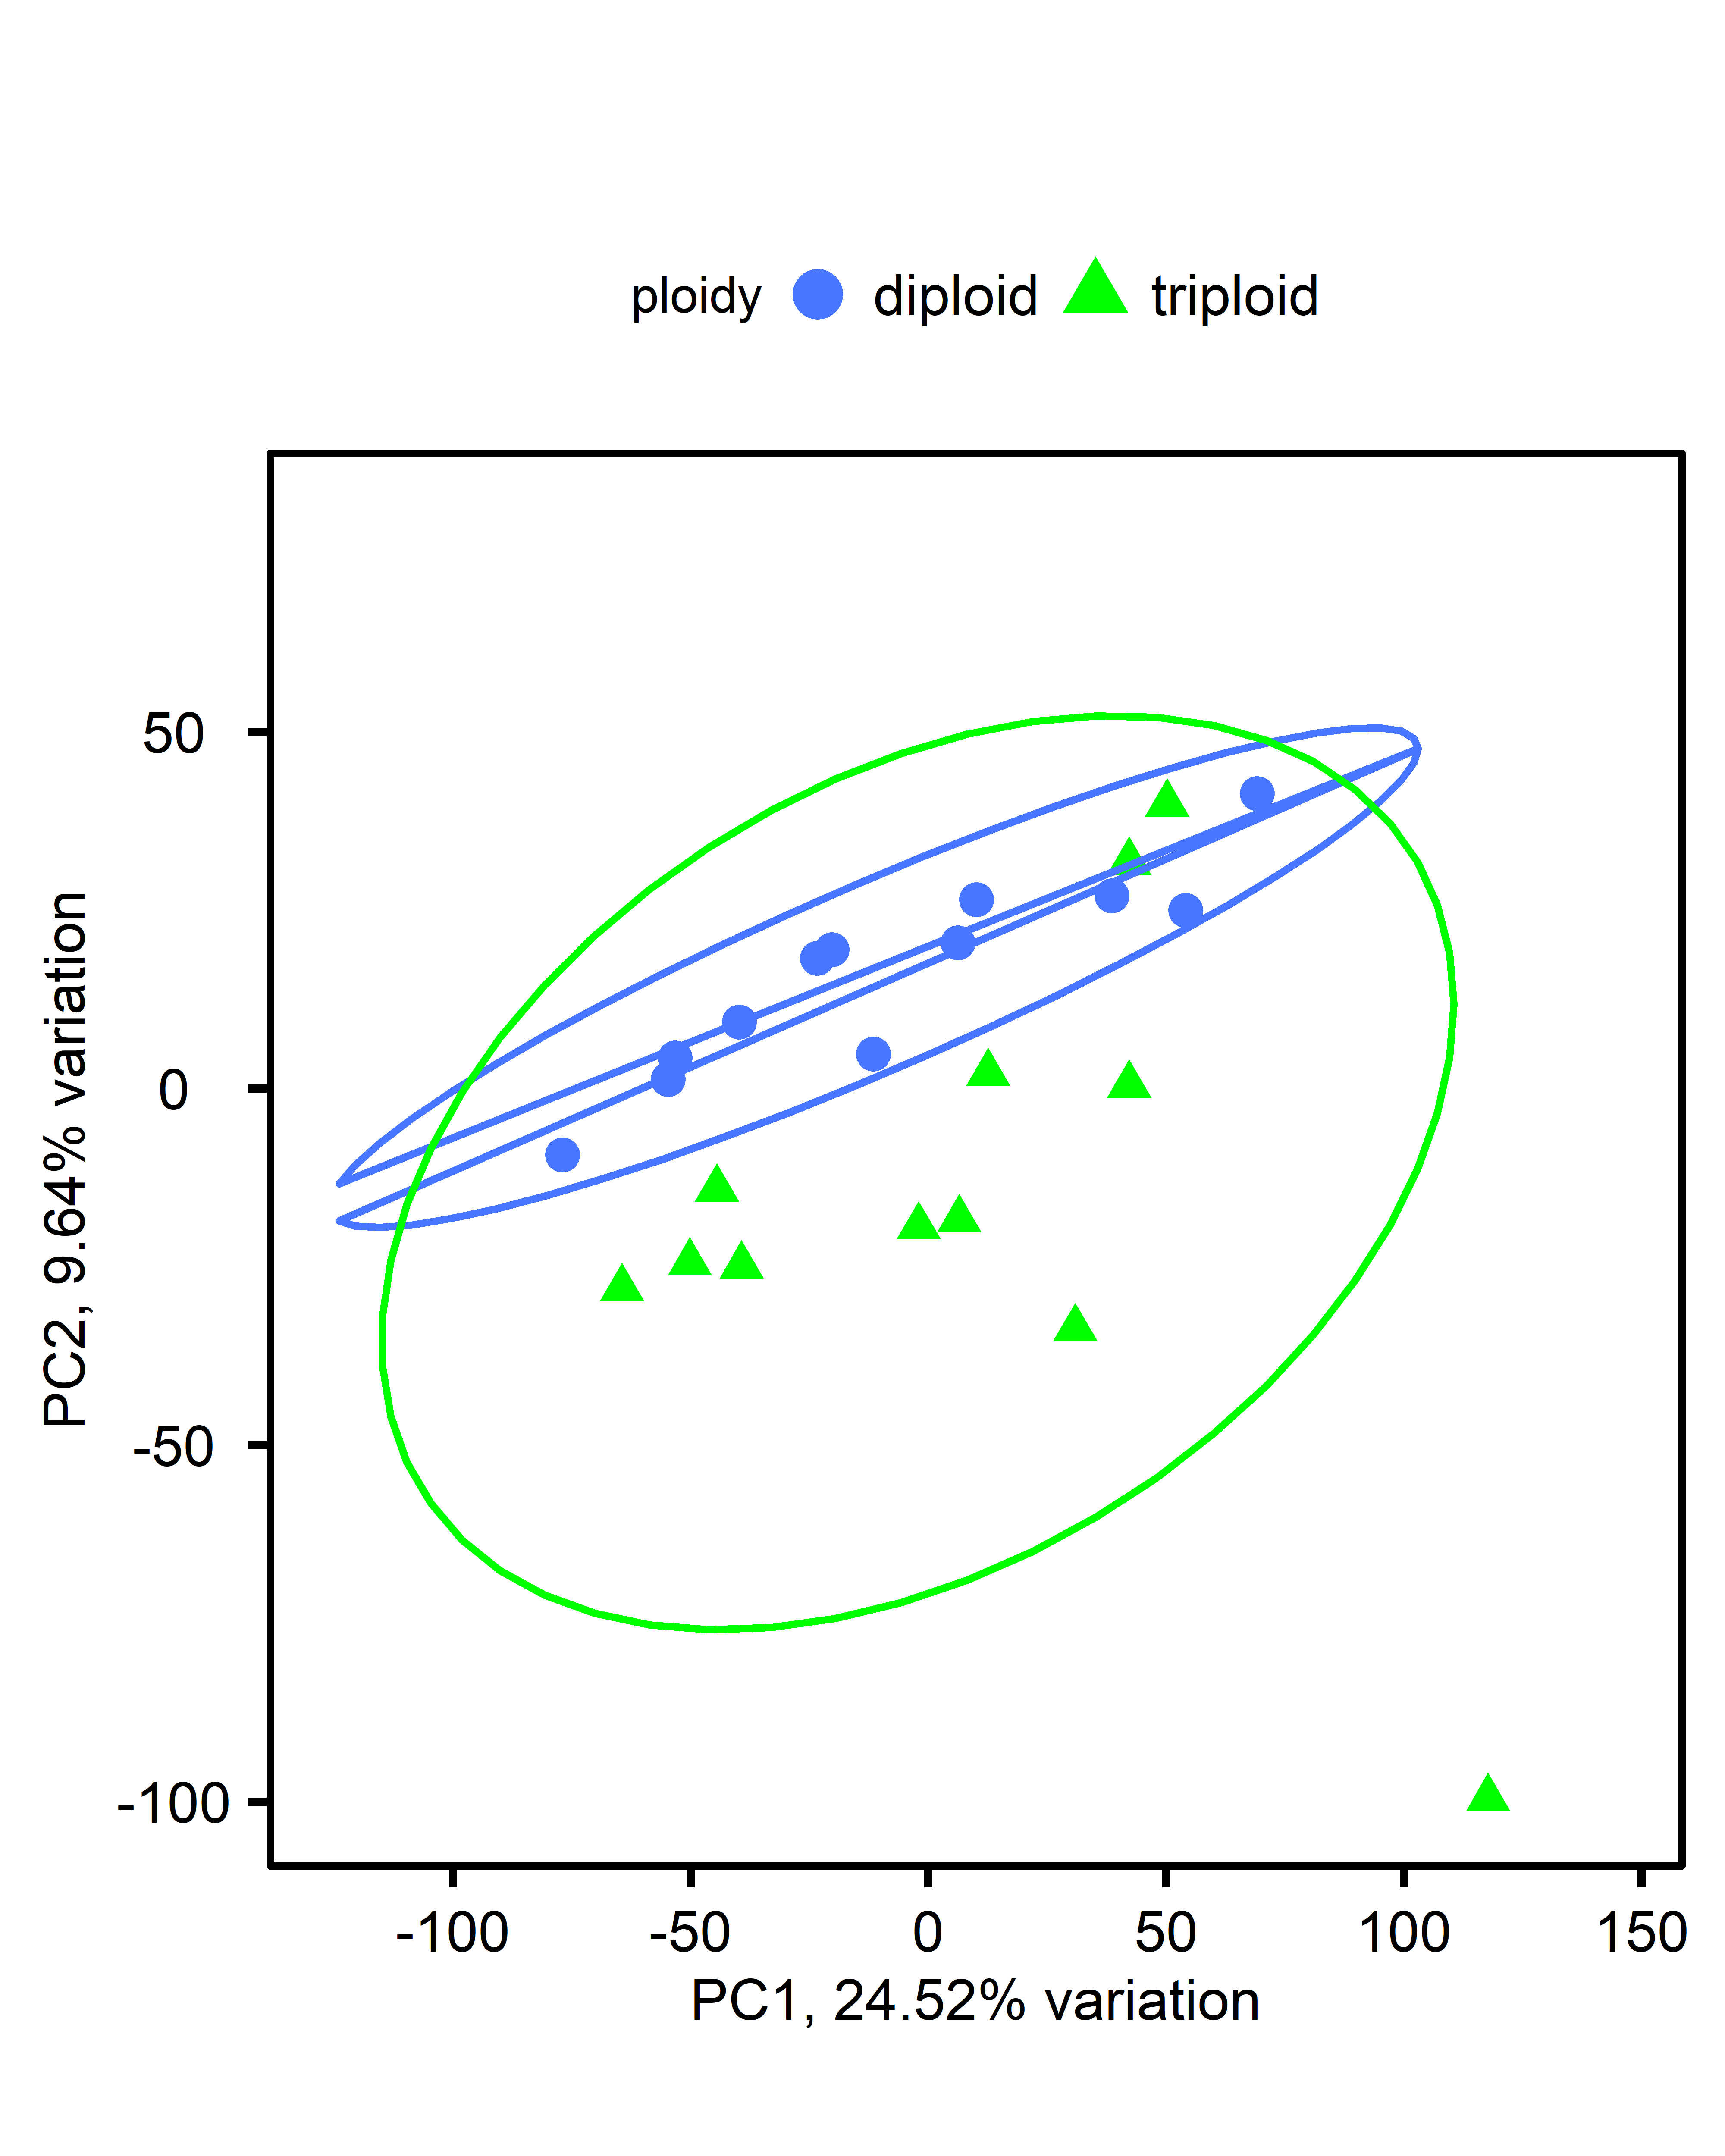 ploidy diploid triploid
50
0
-50
-100
PC2, 9.64% variation
-100 -50 0 50 100 150
PC1, 24.52% variation